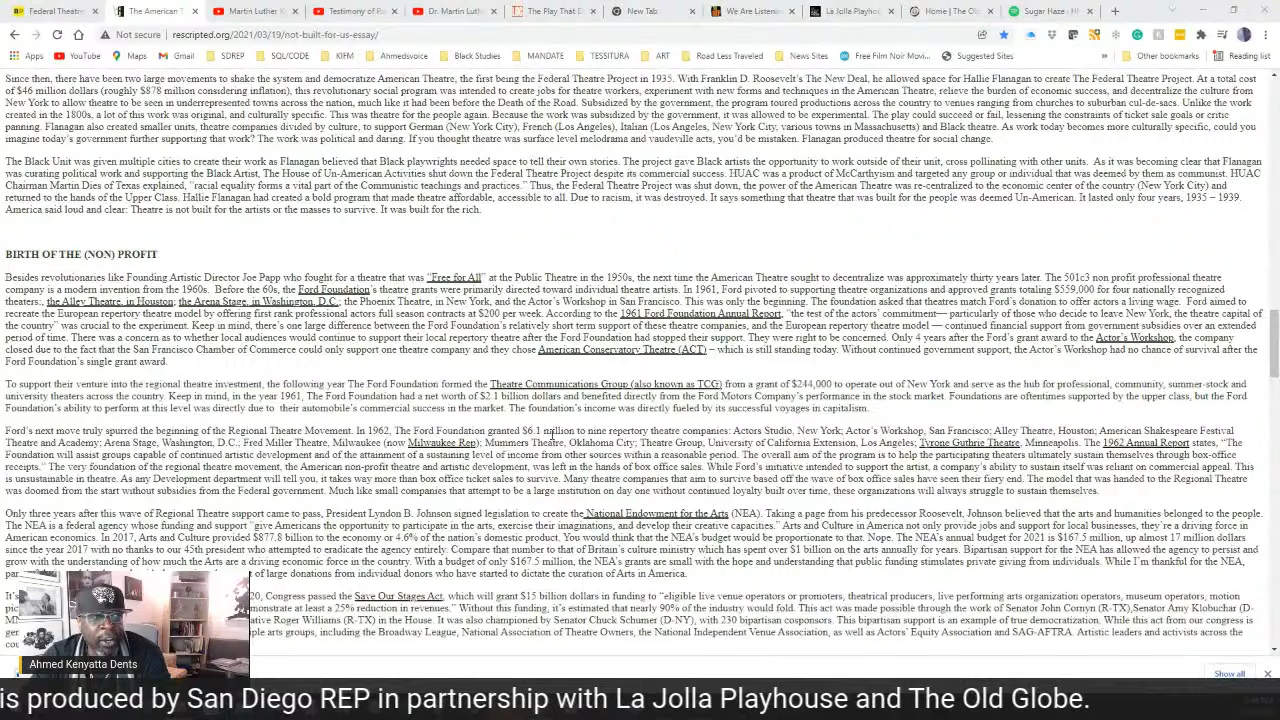 Federal Theatre
The American T
Martin Luther K
Testimony of Pa
Dr. Martin Luthe
The Play That D
New Tab
We Are Listenin
La Jolla Playho
Home | The Old
Sugar Haze
Not secure | rescripted.org/2021/03/19/not-built-for-us-essay/
Apps YouTube Maps Gmail SDREP SQL/CODE KIFM Ahmedvoice Black Studies MANDATE TESSITURA ART Road Less Traveled News Sites Free Film Noir Movi... Suggested Sites » Other bookmarks Reading list
Since then, there have been two large movements to shake the system and democratize American Theatre, the first being the Federal Theatre Project in 1935. With Franklin D. Roosevelt's The New Deal, he allowed space for Hallie Flanagan to create The Federal Theatre Project. At a total cost
of $46 million dollars (roughly $878 million considering inflation), this revolutionary social program was intended to create jobs for theatre workers, experiment with new forms and techniques in the American Theatre, relieve the burden of economic success, and decentralize the culture from
New York to allow theatre to be seen in underrepresented towns across the nation, much like it had been before the Death of the Road. Subsidized by the government, the program toured productions across the country to venues ranging from churches to suburban cul-de-sacs. Unlike the work
created in the 1800s, a lot of this work was original, and culturally specific. This was theatre for the people again. Because the work was subsidized by the government, it was allowed to be experimental. The play could succeed or fail, lessening the constraints of ticket sale goals or critic
panning. Flanagan also created smaller units, theatre companies divided by culture, to support German (New York City), French (Los Angeles), Italian (Los Angeles, New York City, various towns in Massachusetts) and Black theatre. As work today becomes more culturally specific, could you
imagine today's government further supporting that work? The work was political and daring. If you thought theatre was surface level melodrama and vaudeville acts, you'd be mistaken. Flanagan produced theatre for social change.
The Black Unit was given multiple cities to create their work as Flanagan believed that Black playwrights needed space to tell their own stories. The project gave Black artists the opportunity to work outside of their unit, cross pollinating with other units. As it was becoming clear that Flanagan
was curating political work and supporting the Black Artist, The House of Un-American Activities shut down the Federal Theatre Project despite its commercial success. HUAC was a product of McCarthyism and targeted any group or individual that was deemed by them as communist. HUAC
Chairman Martin Dies of Texas explained, "racial equality forms a vital part of the Communistic teachings and practices." Thus, the Federal Theatre Project was shut down, the power of the American Theatre was re-centralized to the economic center of the country (New York City) and
returned to the hands of the Upper Class. Hallie Flanagan had created a bold program that made theatre affordable, accessible to all. Due to racism, it was destroyed. It says something that theatre that was built for the people was deemed Un-American. It lasted only four years, 1935 – 1939.
America said loud and clear: Theatre is not built for the artists or the masses to survive. It was built for the rich.
BIRTH OF THE (NON) PROFIT
Besides revolutionaries like Founding Artistic Director Joe Papp who fought for a theatre that was "Free for All" at the Public Theatre in the 1950s, the next time the American Theatre sought to decentralize was approximately thirty years later. The 501c3 non profit professional theatre
company is a modern invention from the 1960s. Before the 60s, the Ford Foundation's theatre grants were primarily directed toward individual theatre artists. In 1961, Ford pivoted to supporting theatre organizations and approved grants totaling $559,000 for four nationally recognized
theaters:, the Alley Theatre, in Houston; the Arena Stage, in Washington, D.C.; the Phoenix Theatre, in New York, and the Actor's Workshop in San Francisco. This was only the beginning. The foundation asked that theatres match Ford's donation to offer actors a living wage. Ford aimed to
recreate the European repertory theatre model by offering first rank professional actors full season contracts at $200 per week. According to the 1961 Ford Foundation Annual Report, "the test of the actors' commitment— particularly of those who decide to leave New York, the theatre capital of
the country" was crucial to the experiment. Keep in mind, there's one large difference between the Ford Foundation's relatively short term support of these theatre companies, and the European repertory theatre model — continued financial support from government subsidies over an extended
period of time. There was a concern as to whether local audiences would continue to support their local repertory theatre after the Ford Foundation had stopped their support. They were right to be concerned. Only 4 years after the Ford's grant award to the Actor's Workshop, the company
closed due to the fact that the San Francisco Chamber of Commerce could only support one theatre company and they chose American Conservatory Theatre (ACT) – which is still standing today. Without continued government support, the Actor's Workshop had no chance of survival after the
Ford Foundation's single grant award.
To support their venture into the regional theatre investment, the following year The Ford Foundation formed the Theatre Communications Group (also known as TCG) from a grant of $244,000 to operate out of New York and serve as the hub for professional, community, summer-stock and
university theaters across the country. Keep in mind, in the year 1961, The Ford Foundation had a net worth of $2.1 billion dollars and benefited directly from the Ford Motors Company's performance in the stock market. Foundations are oftentimes supported by the upper class, but the Ford
Foundation's ability to perform at this level was directly due to their automobile's commercial success in the market. The foundation's income was directly fueled by its successful voyages in capitalism.
Ford's next move truly spurred the beginning of the Regional Theatre Movement. In 1962, The Ford Foundation granted $6.1 million to nine repertory theatre companies: Actors Studio, New York; Actor's Workshop, San Francisco; Alley Theatre, Houston; American Shakespeare Festival
Theatre and Academy; Arena Stage, Washington, D.C.; Fred Miller Theatre, Milwaukee (now Milwaukee Rep); Mummers Theatre, Oklahoma City; Theatre Group, University of California Extension, Los Angeles; Tyrone Guthrie Theatre, Minneapolis. The 1962 Annual Report states, "The
Foundation will assist groups capable of continued artistic development and of the attainment of a sustaining level of income from other sources within a reasonable period. The overall aim of the program is to help the participating theaters ultimately sustain themselves through box-office
receipts." The very foundation of the regional theatre movement, the American non-profit theatre and artistic development, was left in the hands of box office sales. While Ford's initiative intended to support the artist, a company's ability to sustain itself was reliant on commercial appeal. This
is unsustainable in theatre. As any Development department will tell you, it takes way more than box office ticket sales to survive. Many theatre companies that aim to survive based off the wave of box office sales have seen their fiery end. The model that was handed to the Regional Theatre
was doomed from the start without subsidies from the Federal government. Much like small companies that attempt to be a large institution on day one without continued loyalty built over time, these organizations will always struggle to sustain themselves.
Only three years after this wave of Regional Theatre support came to pass, President Lyndon B. Johnson signed legislation to create the National Endowment for the Arts (NEA). Taking a page from his predecessor Roosevelt, Johnson believed that the arts and humanities belonged to the people.
The NEA is a federal agency whose funding and support "give Americans the opportunity to participate in the arts, exercise their imaginations, and develop their creative capacities." Arts and Culture in America not only provide jobs and support for local businesses, they're a driving force in
American economics. In 2017, Arts and Culture provided $877.8 billion to the economy or 4.6% of the nation's domestic product. You would think that the NEA's budget would be proportionate to that. Nope. The NEA's annual budget for 2021 is $167.5 million, up almost 17 million dollars
since the year 2017 with no thanks to our 45th president who attempted to eradicate the agency entirely. Compare that number to that of Britain's culture ministry which has spent over $1 billion on the arts annually for years. Bipartisan support for the NEA has allowed the agency to persist and
grow with the understanding of how much the Arts are a driving economic force in the country. With a budget of only $167.5 million, the NEA's grants are small with the hope and understanding that public funding stimulates private giving from individuals. While I'm thankful for the NEA,
of large donations from individual donors who have started to dictate the curation of Arts in America.
It's 20, Congress passed the Save Our Stages Act, which will grant $15 billion dollars in funding to "eligible live venue operators or promoters, theatrical producers, live performing arts organization operators, museum operators, motion
pic monstrate at least a 25% reduction in revenues." Without this funding, it's estimated that nearly 90% of the industry would fold. This act was made possible through the work of Senator John Cornyn (R-TX),Senator Amy Klobuchar (D-
MN ative Roger Williams (R-TX) in the House. It was also championed by Senator Chuck Schumer (D-NY), with 230 bipartisan cosponsors. This bipartisan support is an example of true democratization. While this act from our congress is
ger iple arts groups, including the Broadway League, National Association of Theatre Owners, the National Independent Venue Association, as well as Actors' Equity Association and SAG-AFTRA. Artistic leaders and activists across the
cou
Ahmed Kenyatta Dents
Show all
is produced by San Diego REP in partnership with La Jolla Playhouse and The Old Globe.